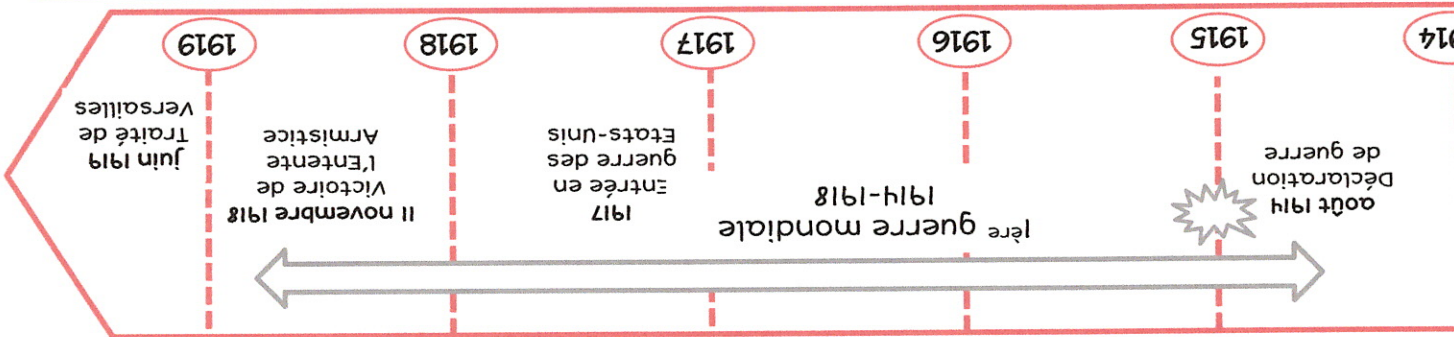 août 1914
Déclaration
de guerre
1ère guerre mondiale
1914-1918
1917
Entrée en
guerre des
Etats-Unis
11 novembre 1918
Victoire de
l'Entente
Armistice
juin 1919
Traité de
Versailles
14
1915
1916
1917
1918
1919